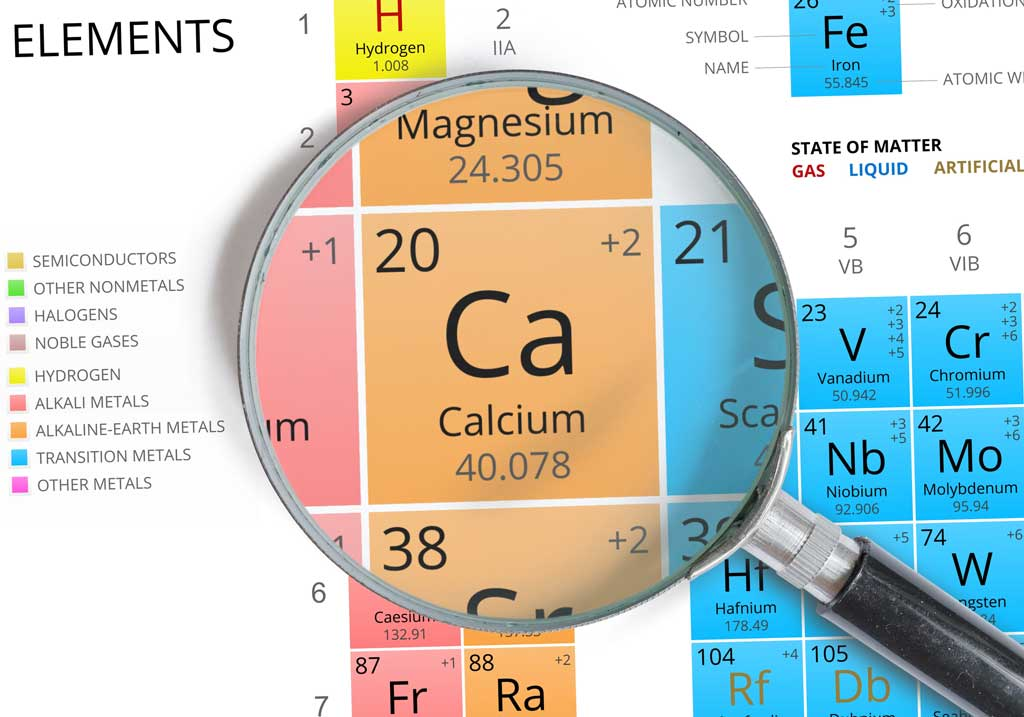 ELEMENTS
1
H
Hydrogen
1.008
2
IIA
26
+3
Fe
Iron
55.845
SYMBOL
NAME
STATE OF MATTER
GAS LIQUID ARTIFICIAL
5
VB
6
VIB
SEMICONDUCTORS
OTHER NONMETALS
HALOGENS
NOBLE GASES
HYDROGEN
ALKALI METALS
ALKALINE-EARTH METALS
TRANSITION METALS
OTHER METALS
2
3
Magnesium
24.305
+1
20
+2
Ca
Calcium
40.078
21
38
+2
Sr
23
+2
+3
+4
+5
V
Vanadium
50.942
24
+2
+3
+6
Cr
Chromium
51.996
41
+3
+5
Nb
Niobium
92.906
42
+3
+6
Mo
Molybdenum
95.94
+5
74
+6
W
6
Caesium
132.91
Hf
Hafnium
178.49
7
87
+1
Fr
88
+2
Ra
104
+4
Rf
105
Db